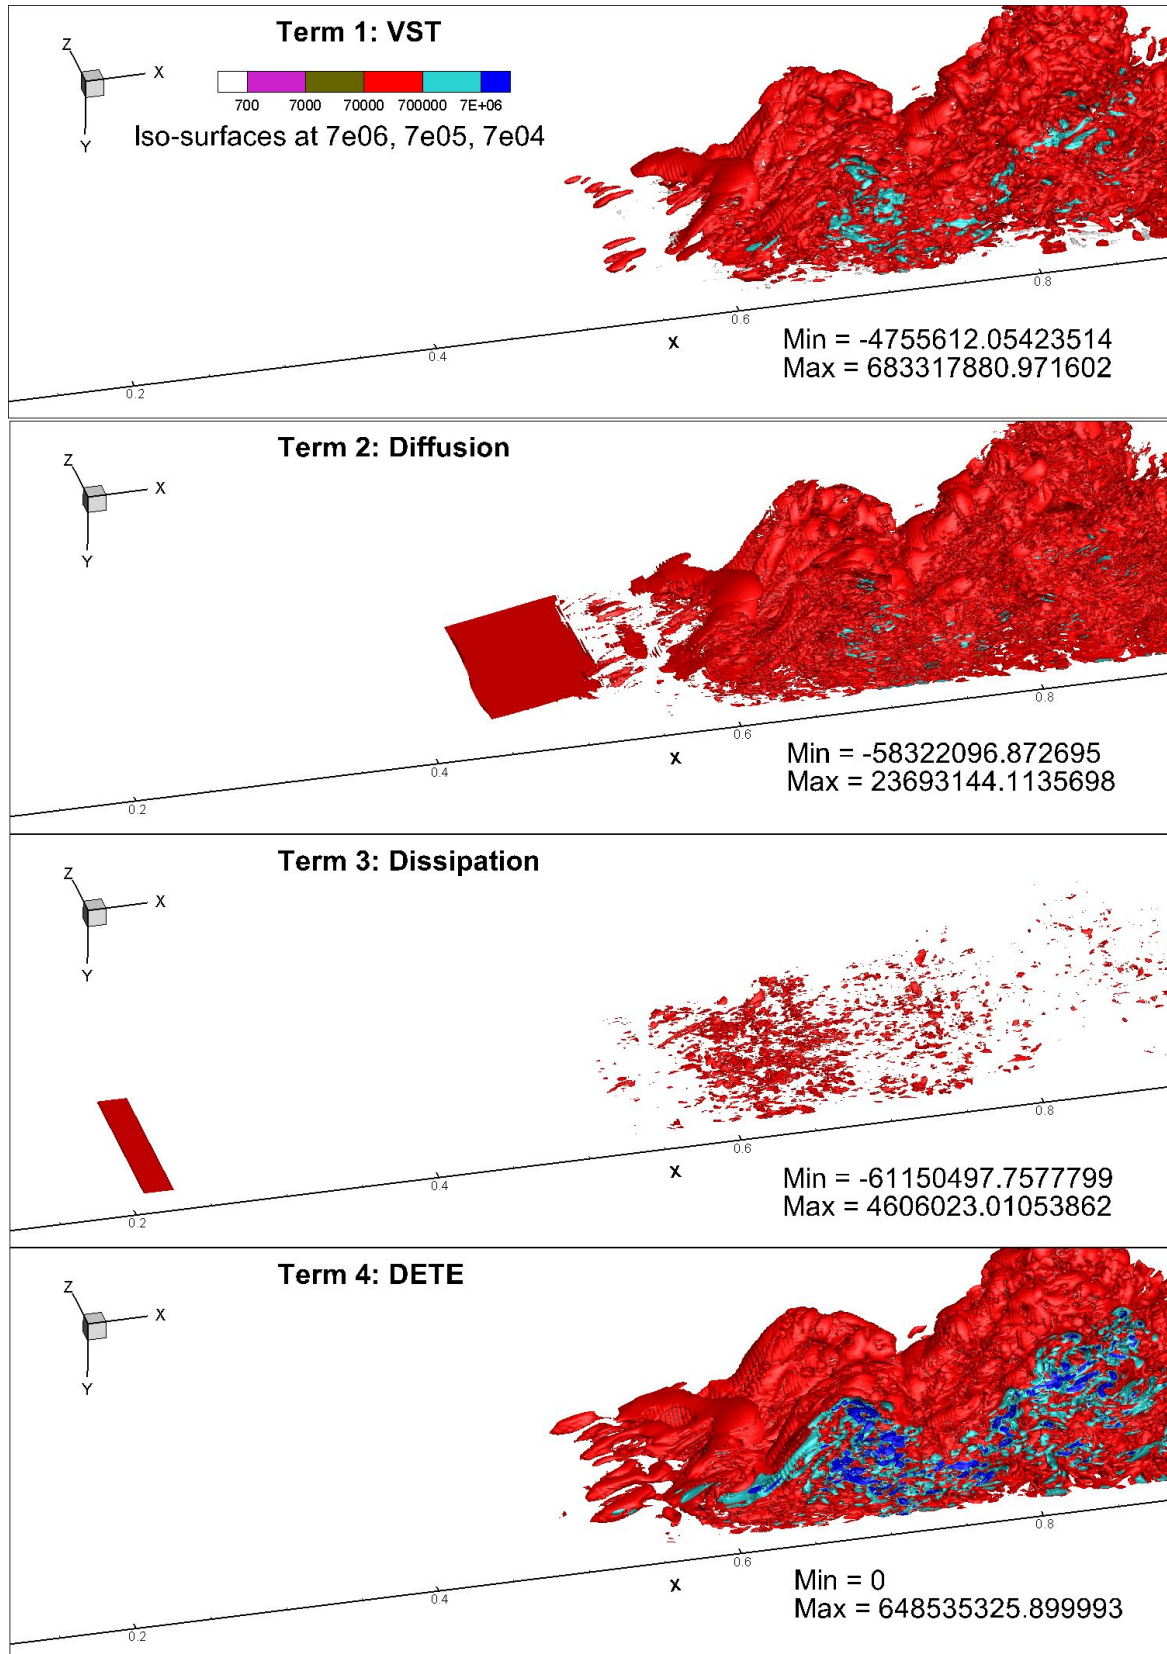 Term 1: VST
Z
X
Y
700 7000 70000 700000 7E+06
Iso-surfaces at 7e06, 7e05, 7e04
0.2 0.4 0.6 0.8
X
Min = -4755612.05423514
Max = 683317880.971602
Term 2: Diffusion
Z
X
Y
0.2 0.4 0.6 0.8
X
Min = -58322096.872695
Max = 23693144.1135698
Term 3: Dissipation
Z
X
Y
0.2 0.4 0.6 0.8
X
Min = -61150497.7577799
Max = 4606023.01053862
Term 4: DETE
Z
X
Y
0.2 0.4 0.6 0.8
X
Min = 0
Max = 648535325.899993